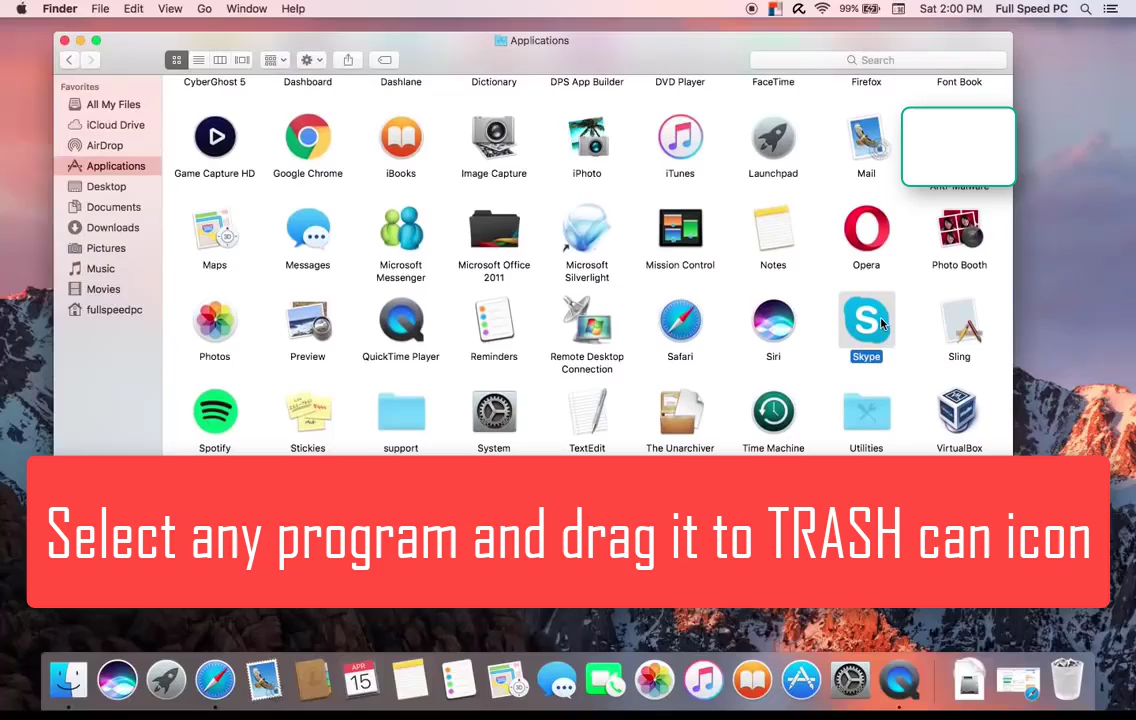 Finder File Edit View Go Window Help 99% Sat 2:00 PM Full Speed PC
Applications
Search
Favorites
All My Files
iCloud Drive
AirDrop
Applications
Desktop
Documents
Downloads
Pictures
Music
Movies
fullspeedpc
CyberGhost 5 Dashboard Dashlane Dictionary DPS App Builder DVD Player FaceTime Firefox Font Book
Game Capture HD Google Chrome iBooks Image Capture iPhoto iTunes Launchpad Mail
Anti-Malware
Maps Messages Microsoft Messenger Microsoft Office 2011 Microsoft Silverlight Mission Control Notes Opera Photo Booth
Photos Preview QuickTime Player Reminders Remote Desktop Connection Safari Siri Skype Sling
Spotify Stickies support System TextEdit The Unarchiver Time Machine Utilities VirtualBox
Select any program and drag it to TRASH can icon
APR
15